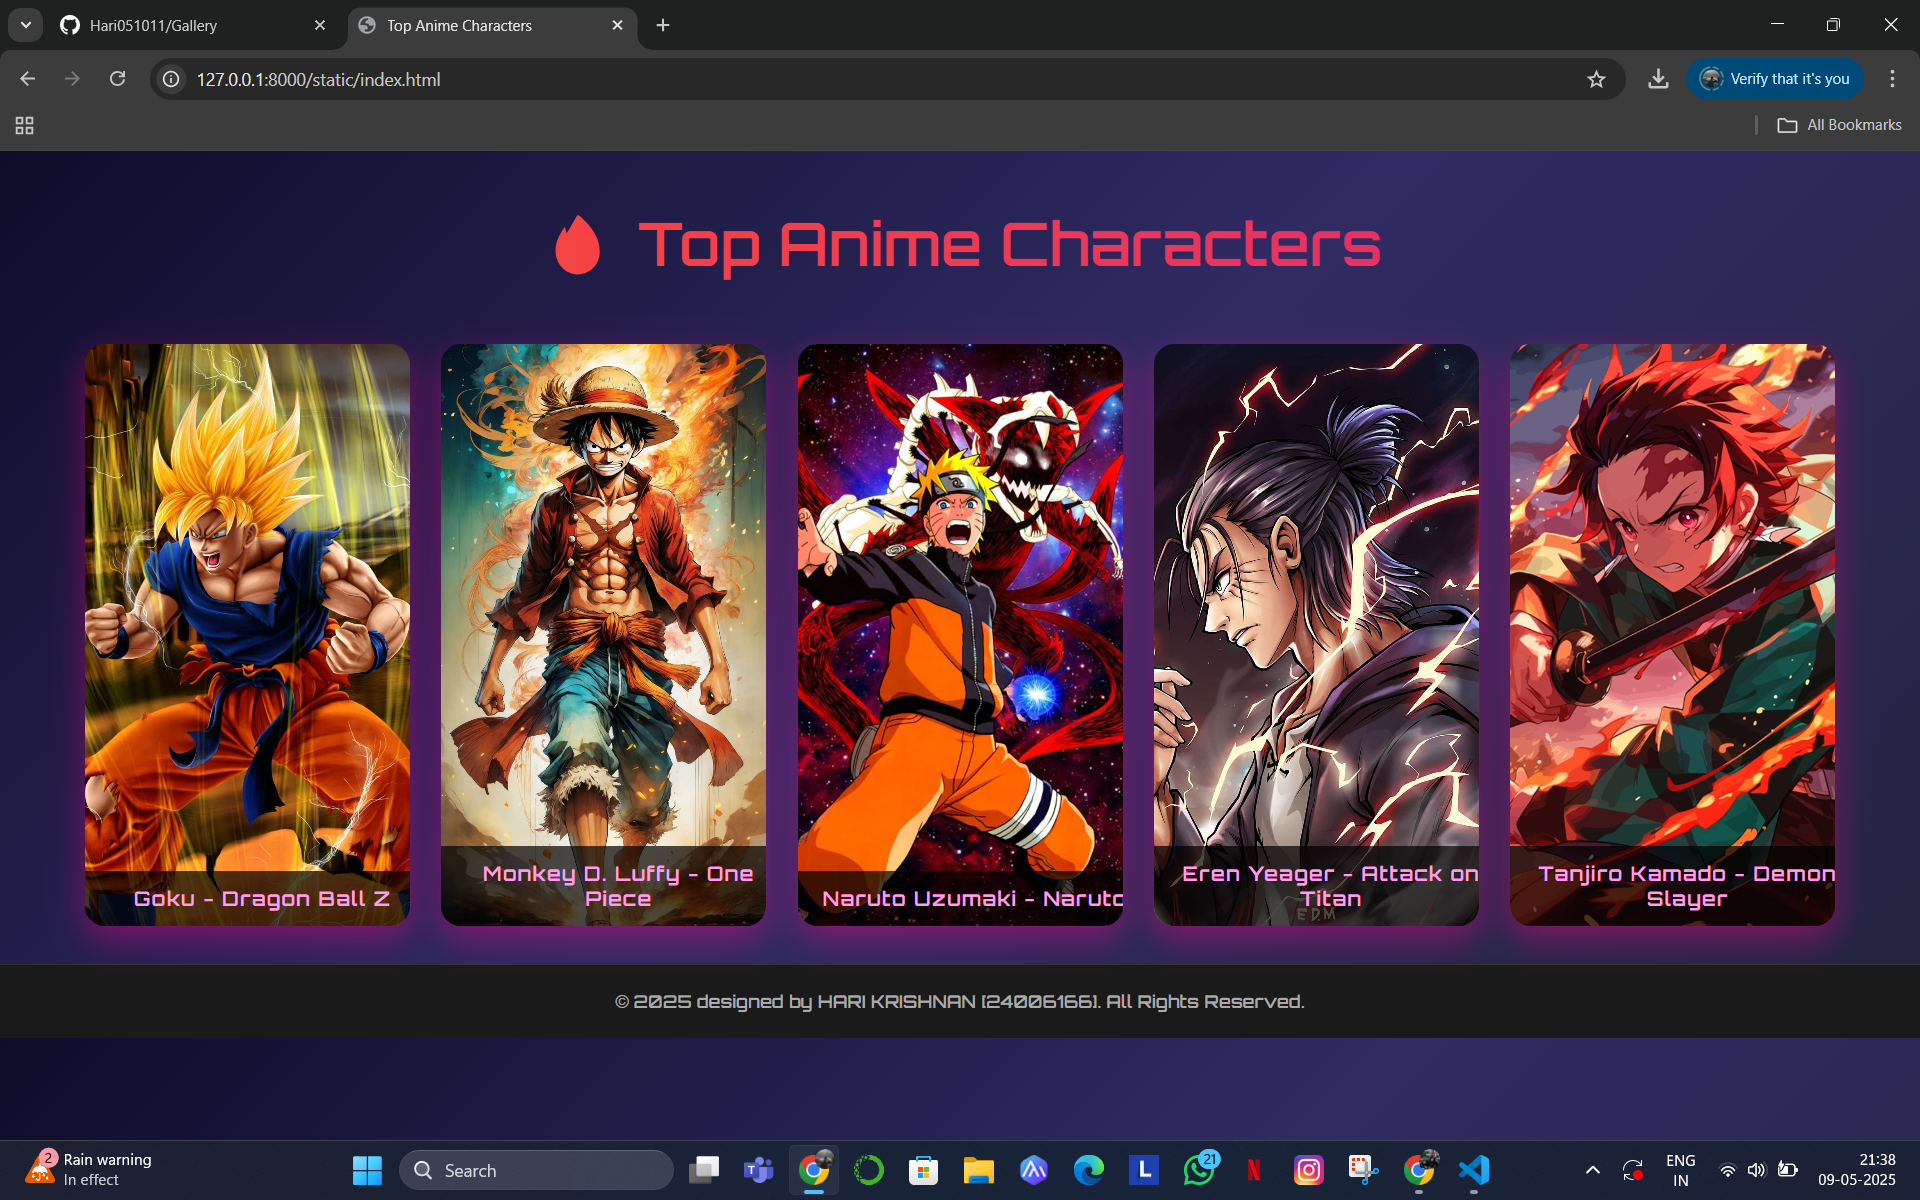 Hari051011/Gallery
Top Anime Characters
127.0.0.1:8000/static/index.html
Verify that it's you
All Bookmarks
Top Anime Characters
Goku - Dragon Ball Z
Monkey D. Luffy - One
Piece
Naruto Uzumaki - Naruto
Eren Yeager - Attack on
Titan
EDM
Tanjiro Kamado - Demon
Slayer
© 2025 designed by HARI KRISHNAN [24006166]. All Rights Reserved.
2
Rain warning
In effect
Search
T
L
21
N
ENG
IN
21:38
09-05-2025